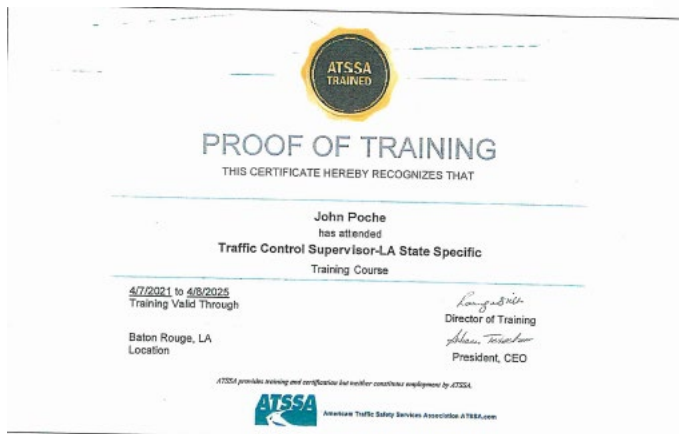 ATSSA
TRAINED
PROOF OF TRAINING
THIS CERTIFICATE HEREBY RECOGNIZES THAT
John Poche
has attended
Traffic Control Supervisor-LA State Specific
Training Course
4/7/2021 to 4/8/2025
Training Valid Through
Director of Training
Baton Rouge, LA
Location
President, CEO
ATSSA provides training and certification but neither constitutes employment by ATSSA.
ATSSA
American Traffic Safety Services Association ATSSA.com